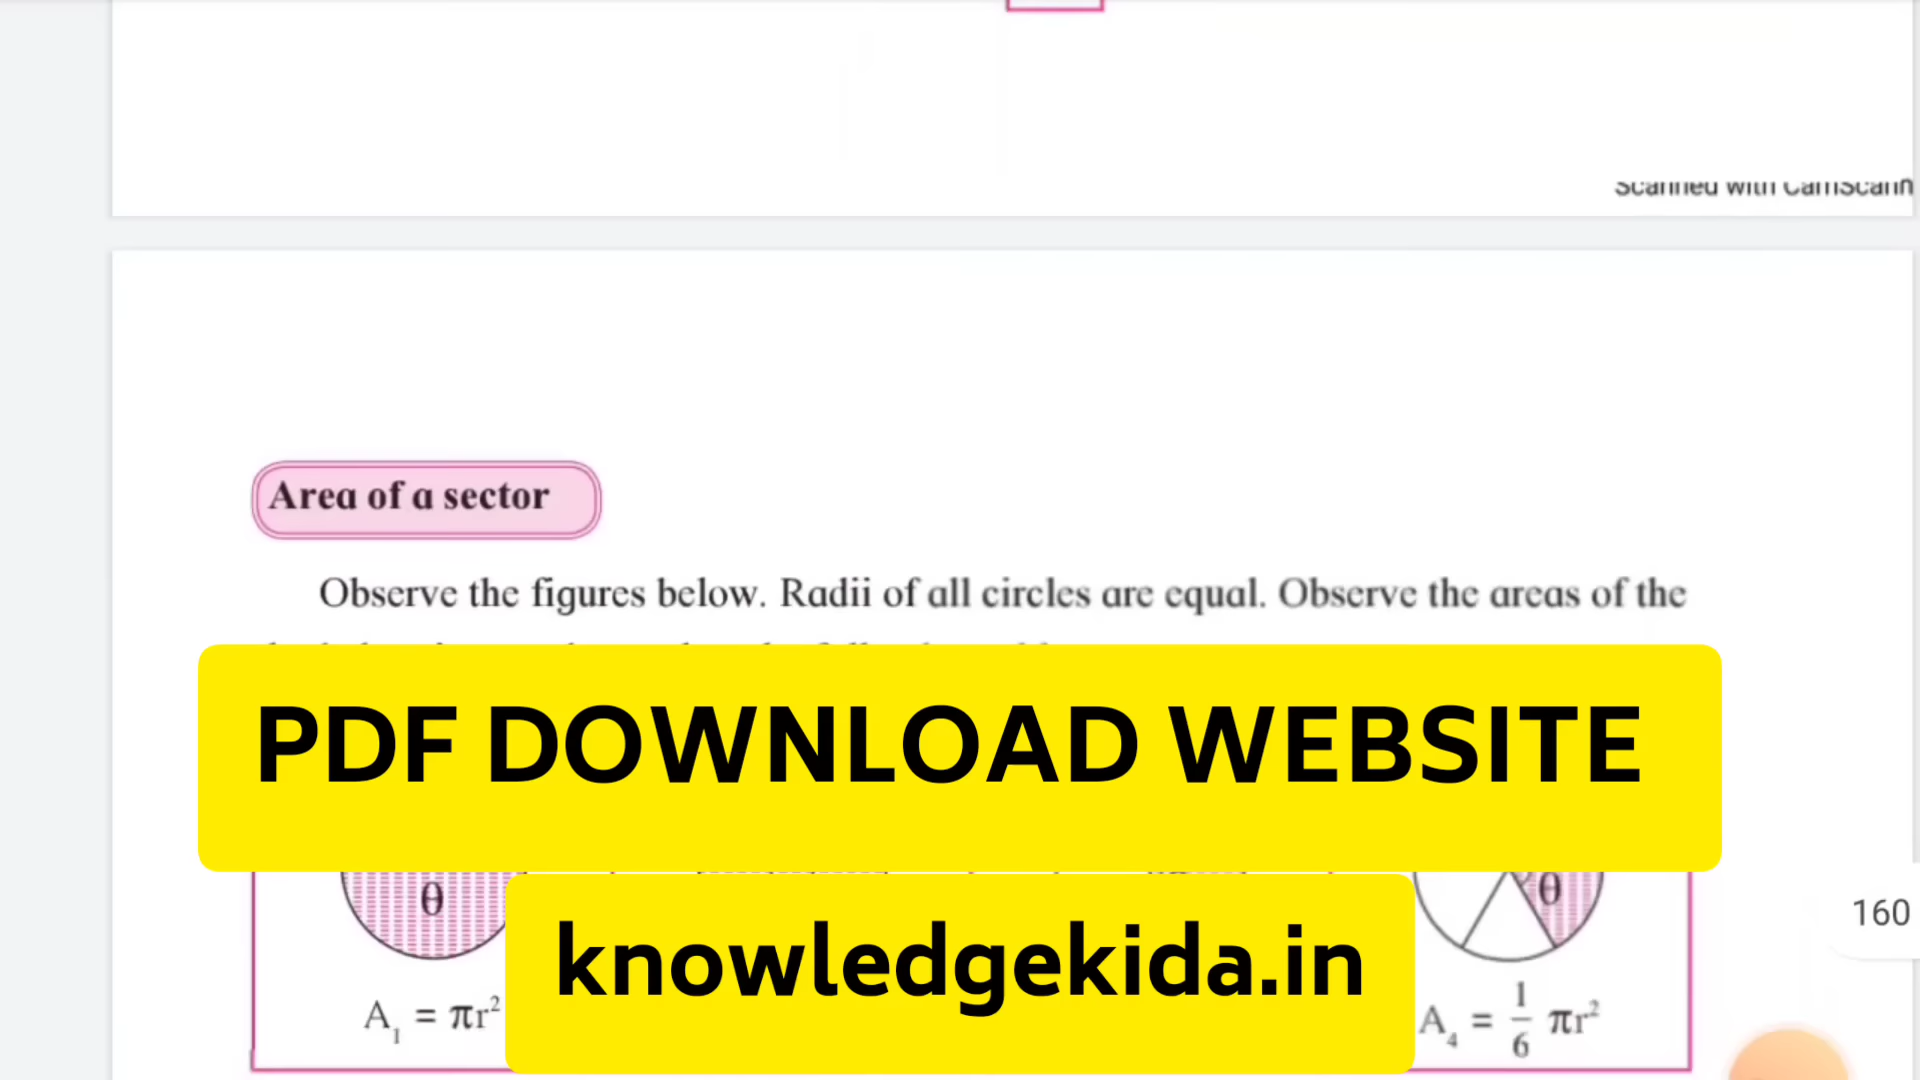 Scanned with CamScann
Area of a sector
Observe the figures below. Radii of all circles are equal. Observe the areas of the
PDF DOWNLOAD WEBSITE
θ
θ
160
knowledgekida.in
A₁ = πr²
A₄ = 1/6 πr²